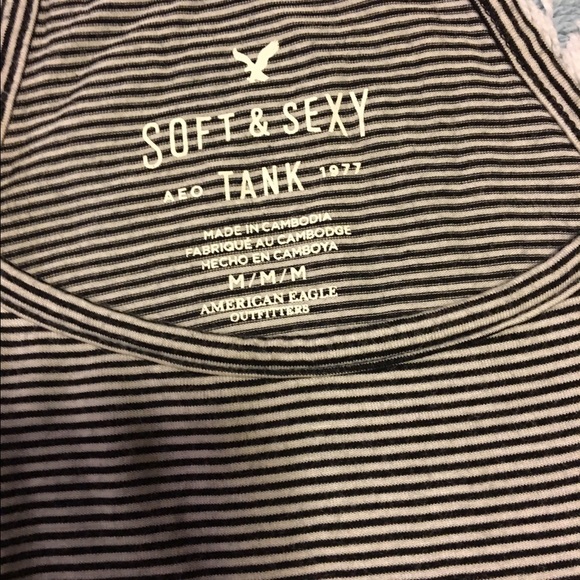 SOFT & SEXY
AEO TANK 1977
MADE IN CAMBODIA
FABRIQUÉ AU CAMBODGE
HECHO EN CAMBOYA
M/M/M
AMERICAN EAGLE
OUTFITTERS